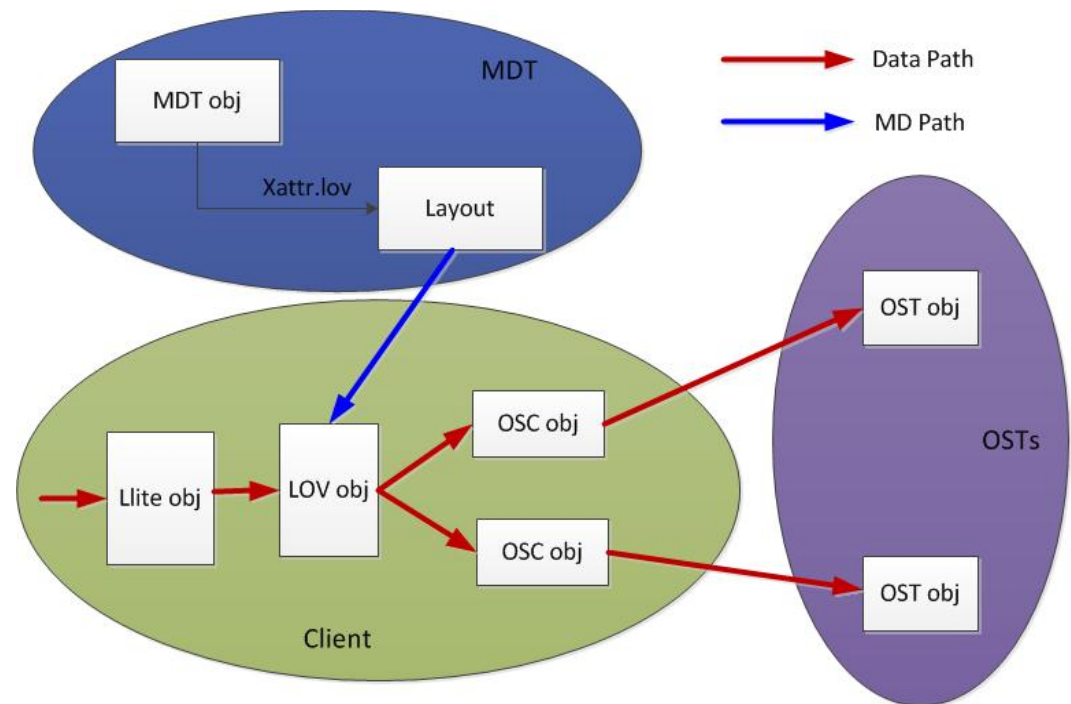 MDT
MDT obj
Xattr.lov
Layout
Data Path
MD Path
OST obj
OSC obj
OSTs
Llite obj
LOV obj
OSC obj
OST obj
Client